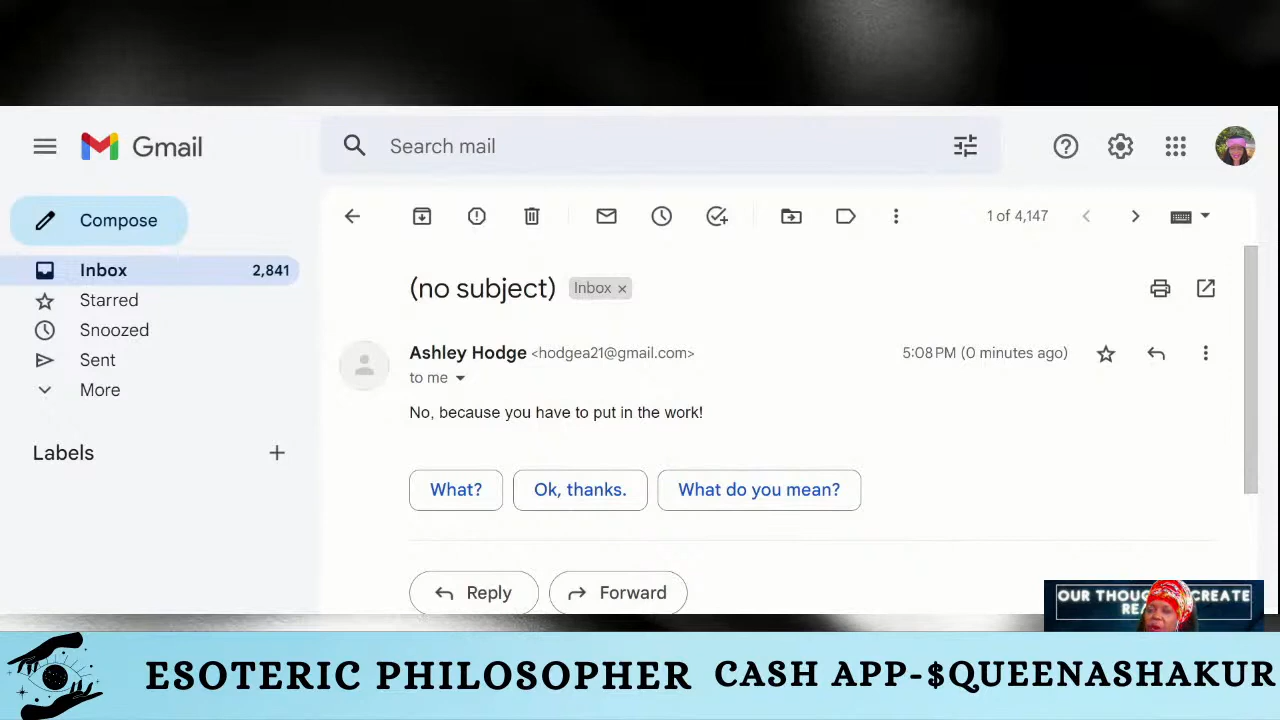 Gmail
Search mail
Compose
1 of 4,147
Inbox 2,841
Starred
Snoozed
Sent
More
Labels
(no subject) Inbox x
Ashley Hodge <hodgea21@gmail.com> 5:08 PM (0 minutes ago)
to me
No, because you have to put in the work!
What? Ok, thanks. What do you mean?
Reply Forward
OUR CREATE
ESOTERIC PHILOSOPHER CASH APP-$QUEENASHAKUR